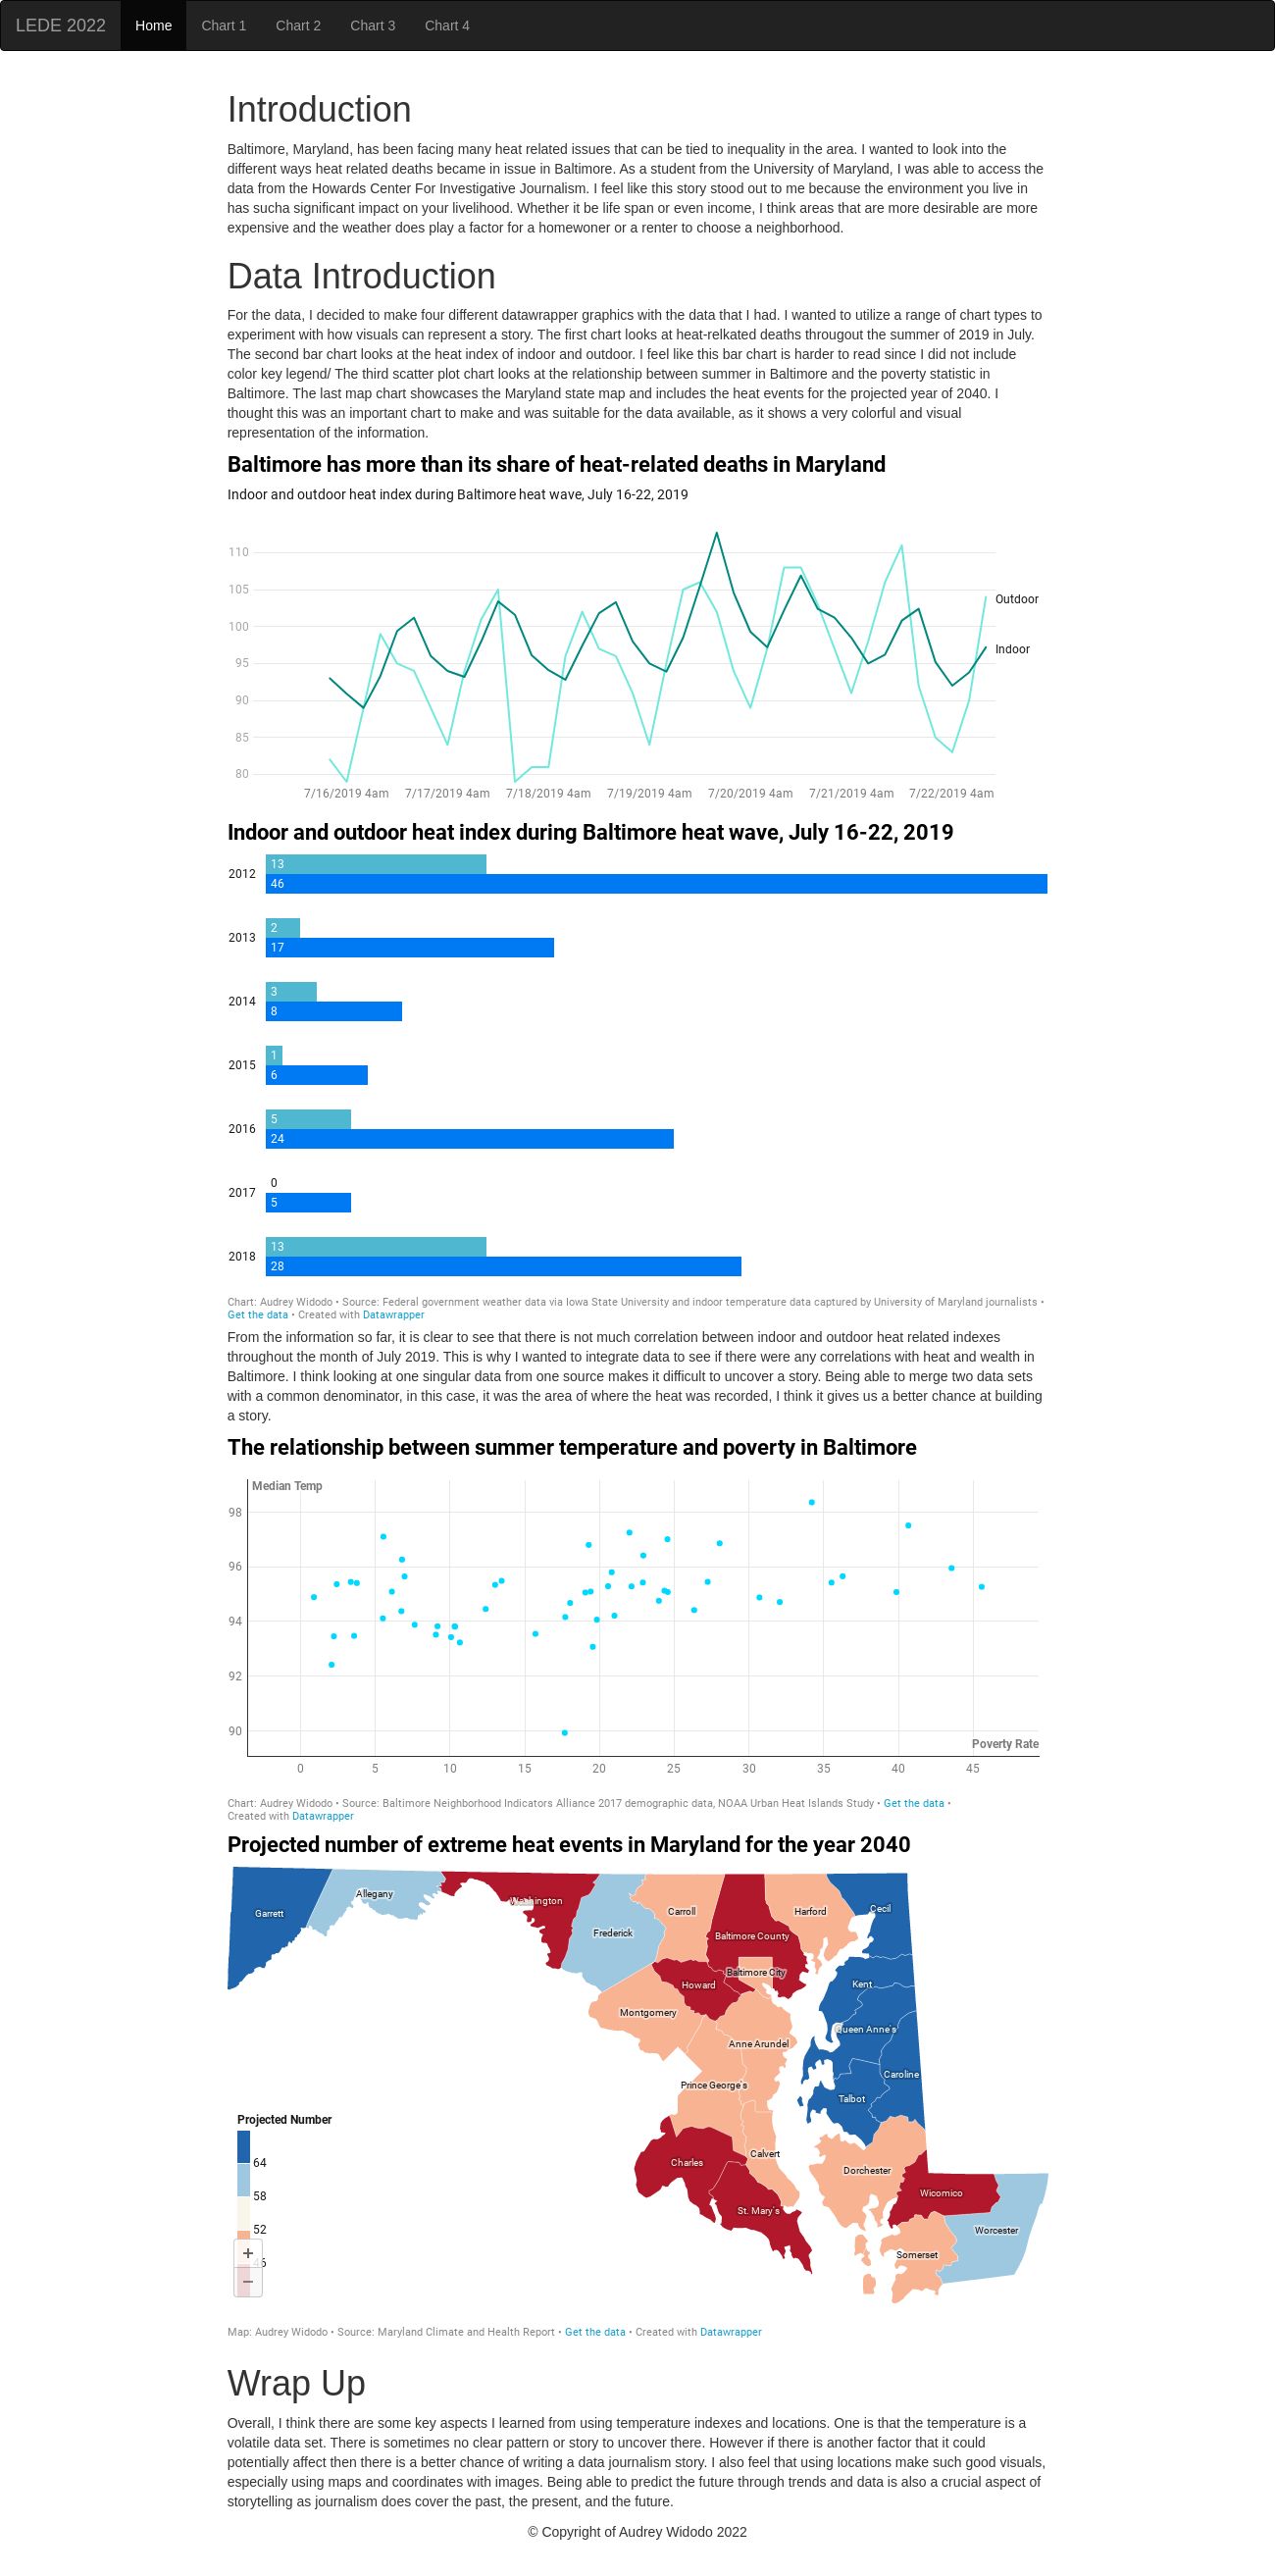 LEDE 2022 Home Chart 1 Chart 2 Chart 3 Chart 4
Introduction
Baltimore, Maryland, has been facing many heat related issues that can be tied to inequality in the area. I wanted to look into the
different ways heat related deaths became in issue in Baltimore. As a student from the University of Maryland, I was able to access the
data from the Howards Center For Investigative Journalism. I feel like this story stood out to me because the environment you live in
has sucha significant impact on your livelihood. Whether it be life span or even income, I think areas that are more desirable are more
expensive and the weather does play a factor for a homewoner or a renter to choose a neighborhood.
Data Introduction
For the data, I decided to make four different datawrapper graphics with the data that I had. I wanted to utilize a range of chart types to
experiment with how visuals can represent a story. The first chart looks at heat-relkated deaths througout the summer of 2019 in July.
The second bar chart looks at the heat index of indoor and outdoor. I feel like this bar chart is harder to read since I did not include
color key legend/ The third scatter plot chart looks at the relationship between summer in Baltimore and the poverty statistic in
Baltimore. The last map chart showcases the Maryland state map and includes the heat events for the projected year of 2040. I
thought this was an important chart to make and was suitable for the data available, as it shows a very colorful and visual
representation of the information.
Baltimore has more than its share of heat-related deaths in Maryland
Indoor and outdoor heat index during Baltimore heat wave, July 16-22, 2019
110
105
Outdoor
100
Indoor
95
90
85
80
7/16/2019 4am 7/17/2019 4am 7/18/2019 4am 7/19/2019 4am 7/20/2019 4am 7/21/2019 4am 7/22/2019 4am
Indoor and outdoor heat index during Baltimore heat wave, July 16-22, 2019
2012
13
46
2013
2
17
2014
3
8
2015
1
6
2016
5
24
2017
0
5
2018
13
28
Chart: Audrey Widodo • Source: Federal government weather data via Iowa State University and indoor temperature data captured by University of Maryland journalists •
Get the data • Created with Datawrapper
From the information so far, it is clear to see that there is not much correlation between indoor and outdoor heat related indexes
throughout the month of July 2019. This is why I wanted to integrate data to see if there were any correlations with heat and wealth in
Baltimore. I think looking at one singular data from one source makes it difficult to uncover a story. Being able to merge two data sets
with a common denominator, in this case, it was the area of where the heat was recorded, I think it gives us a better chance at building
a story.
The relationship between summer temperature and poverty in Baltimore
Median Temp
98
96
94
92
90
Poverty Rate
0 5 10 15 20 25 30 35 40 45
Chart: Audrey Widodo • Source: Baltimore Neighborhood Indicators Alliance 2017 demographic data, NOAA Urban Heat Islands Study • Get the data •
Created with Datawrapper
Projected number of extreme heat events in Maryland for the year 2040
Allegany
Washington
Garrett
Carroll
Harford
Cecil
Frederick
Baltimore County
Baltimore City
Howard
Kent
Montgomery
Queen Anne's
Anne Arundel
Caroline
Prince George's
Talbot
Projected Number
Calvert
Charles
Dorchester
64
Wicomico
58
St. Mary's
52
Worcester
Somerset
+
−
Map: Audrey Widodo • Source: Maryland Climate and Health Report • Get the data • Created with Datawrapper
Wrap Up
Overall, I think there are some key aspects I learned from using temperature indexes and locations. One is that the temperature is a
volatile data set. There is sometimes no clear pattern or story to uncover there. However if there is another factor that it could
potentially affect then there is a better chance of writing a data journalism story. I also feel that using locations make such good visuals,
especially using maps and coordinates with images. Being able to predict the future through trends and data is also a crucial aspect of
storytelling as journalism does cover the past, the present, and the future.
© Copyright of Audrey Widodo 2022